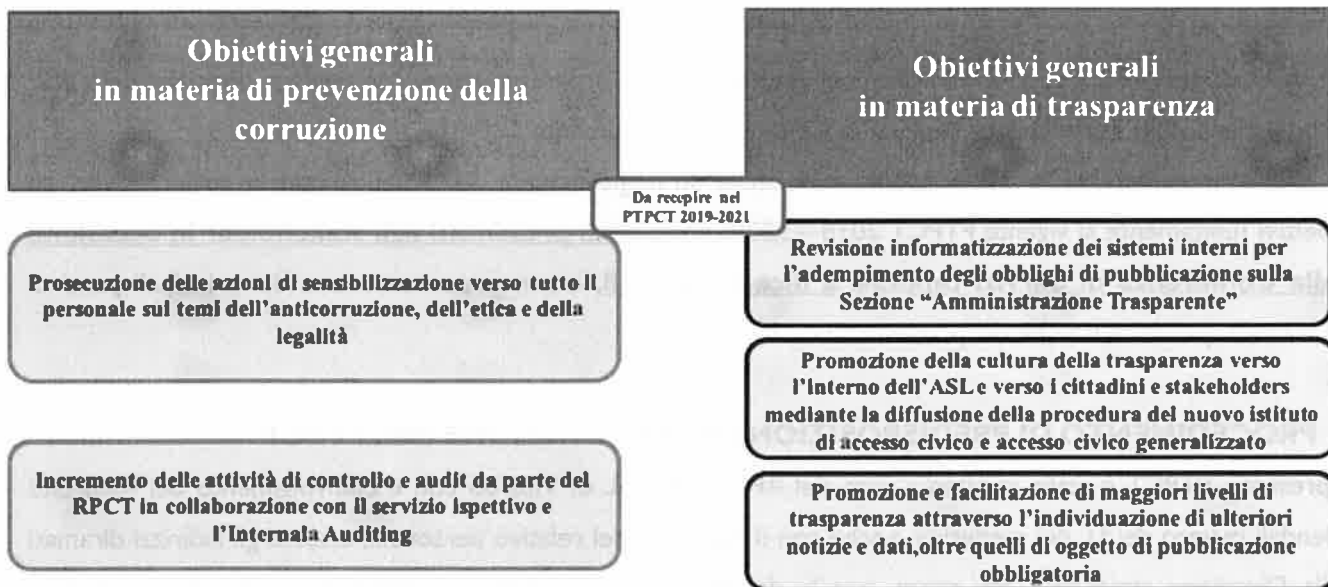 Obiettivi generali
in materia di prevenzione della
corruzione
Obiettivi generali
in materia di trasparenza
Da recepire nel
PTPCT 2019-2021
Prosecuzione delle azioni di sensibilizzazione verso tutto il
personale sui temi dell'anticorruzione, dell'etica e della
legalità
Incremento delle attività di controllo e audit da parte del
RPCT in collaborazione con il servizio ispettivo e
l'Internala Auditing
Revisione informatizzazione dei sistemi interni per
l'adempimento degli obblighi di pubblicazione sulla
Sezione "Amministrazione Trasparente"
Promozione della cultura della trasparenza verso
l'interno dell'ASL e verso i cittadini e stakeholders
mediante la diffusione della procedura del nuovo istituto
di accesso civico e accesso civico generalizzato
Promozione e facilitazione di maggiori livelli di
trasparenza attraverso l'individuazione di ulteriori
notizie e dati,oltre quelli di oggetto di pubblicazione
obbligatoria